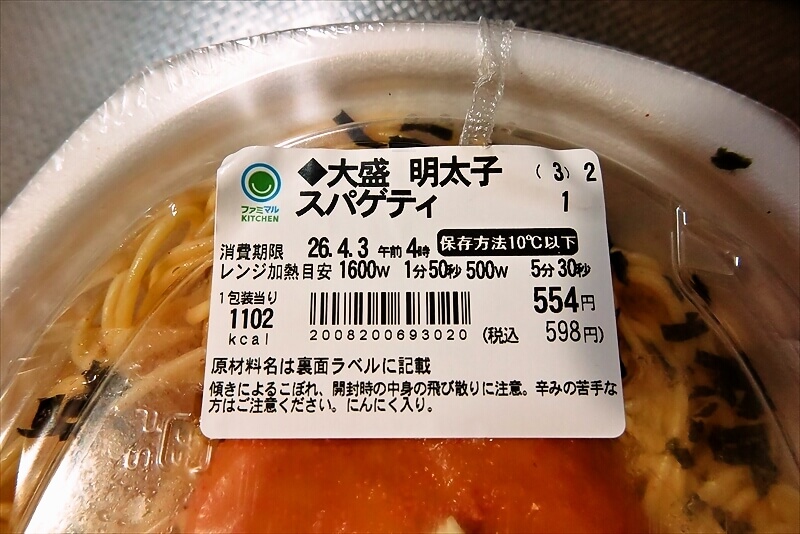 ◆大盛 明太子 (3) 2
スパゲティ 1
ファミマル
KITCHEN
消費期限 26.4.3 午前4時 保存方法10℃以下
レンジ加熱目安 1600W 1分50秒 500W 5分30秒
1包装当り
1102
kcal
2008200693020
554円
(税込 598円)
原材料名は裏面ラベルに記載
傾きによるこぼれ、開封時の中身の飛び散りに注意。辛みの苦手な
方はご注意ください。にんにく入り。